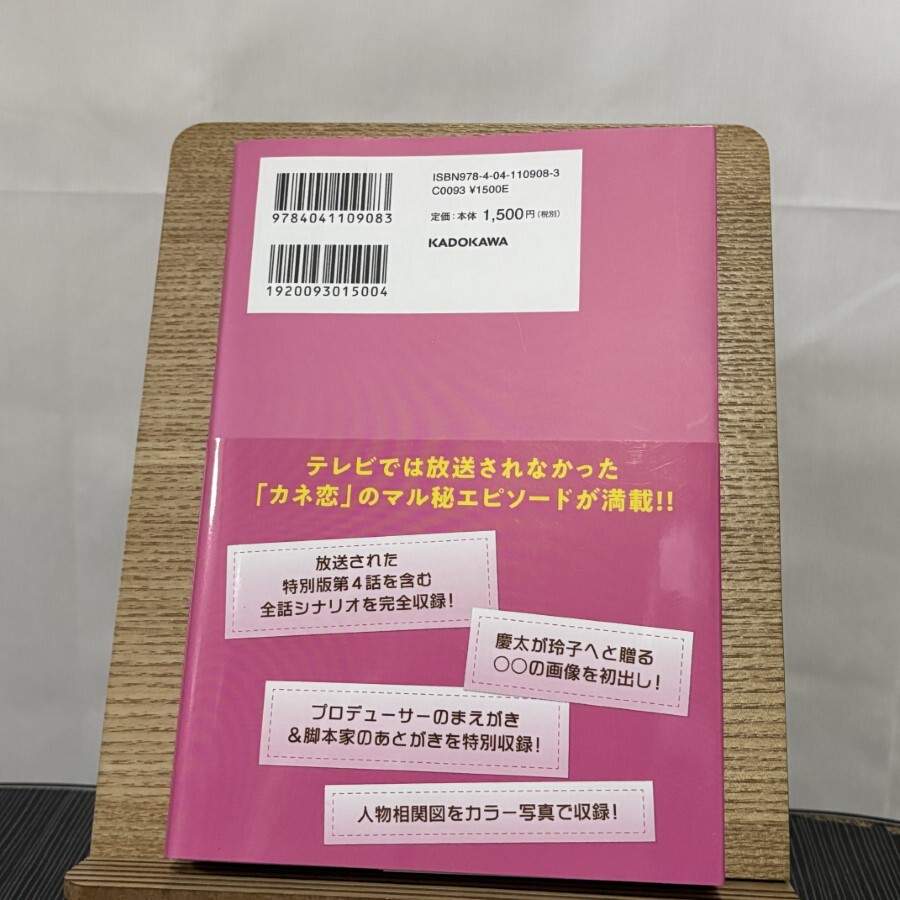 ISBN978-4-04-110908-3
C0093 ¥1500E
定価:本体 1,500円(税別)
KADOKAWA
9784041109083
1920093015004
テレビでは放送されなかった
「カネ恋」のマル秘エピソードが満載!!
放送された
特別版第4話を含む
全話シナリオを完全収録!
慶太が玲子へと贈る
○○の画像を初出し!
プロデューサーのまえがき
&脚本家のあとがきを特別収録!
人物相関図をカラー写真で収録!